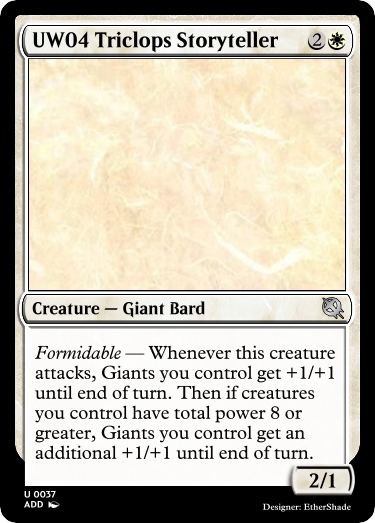 UW04 Triclops Storyteller 2
Creature — Giant Bard
Formidable — Whenever this creature
attacks, Giants you control get +1/+1
until end of turn. Then if creatures
you control have total power 8 or
greater, Giants you control get an
additional +1/+1 until end of turn.
2/1
U 0037
ADD
Designer: EtherShade